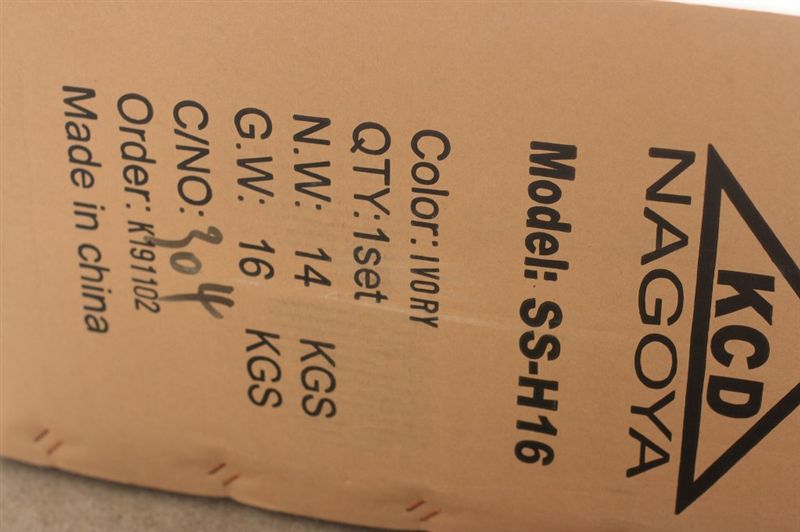 KCD
NAGOYA
Model: SS-H16
Color: IVORY
QTY:1set
N.W: 14 KGS
G.W: 16 KGS
C/NO: 304
Order: K191102
Made in china